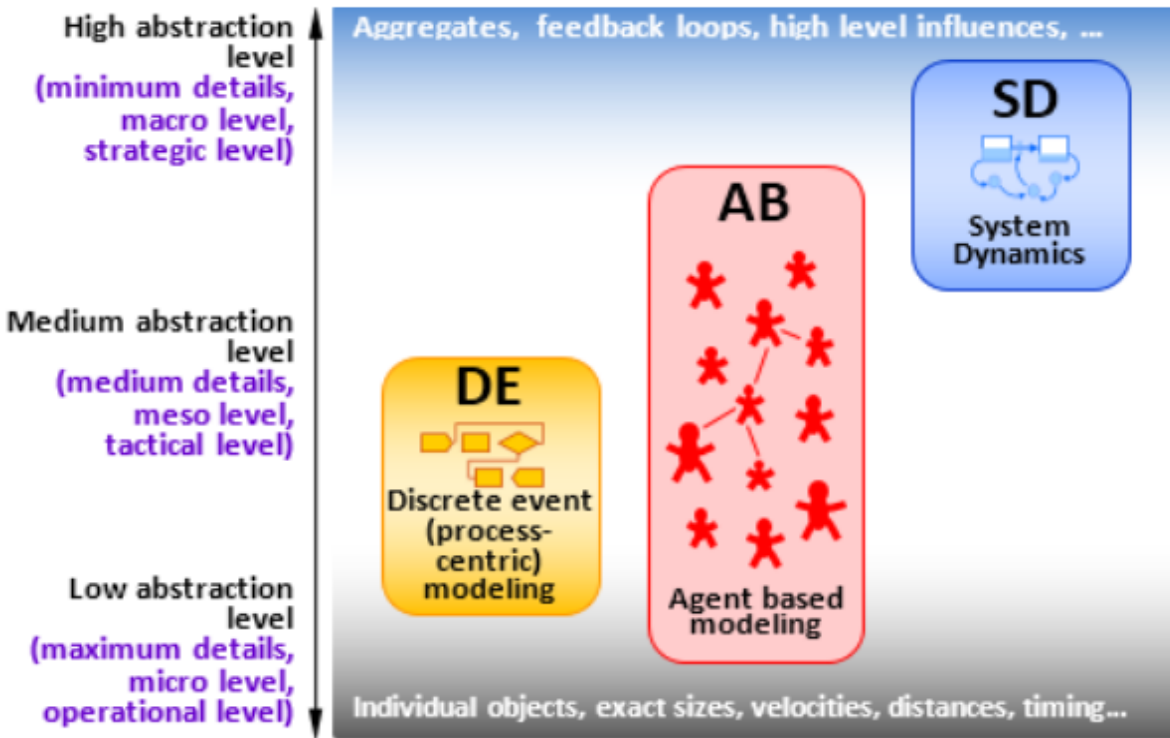 High abstraction
level
(minimum details,
macro level,
strategic level)
Medium abstraction
level
(medium details,
meso level,
tactical level)
Low abstraction
level
(maximum details,
micro level,
operational level)
Aggregates, feedback loops, high level influences, ...
DE
Discrete event
(process-
centric)
modeling
AB
Agent based
modeling
SD
System
Dynamics
Individual objects, exact sizes, velocities, distances, timing...